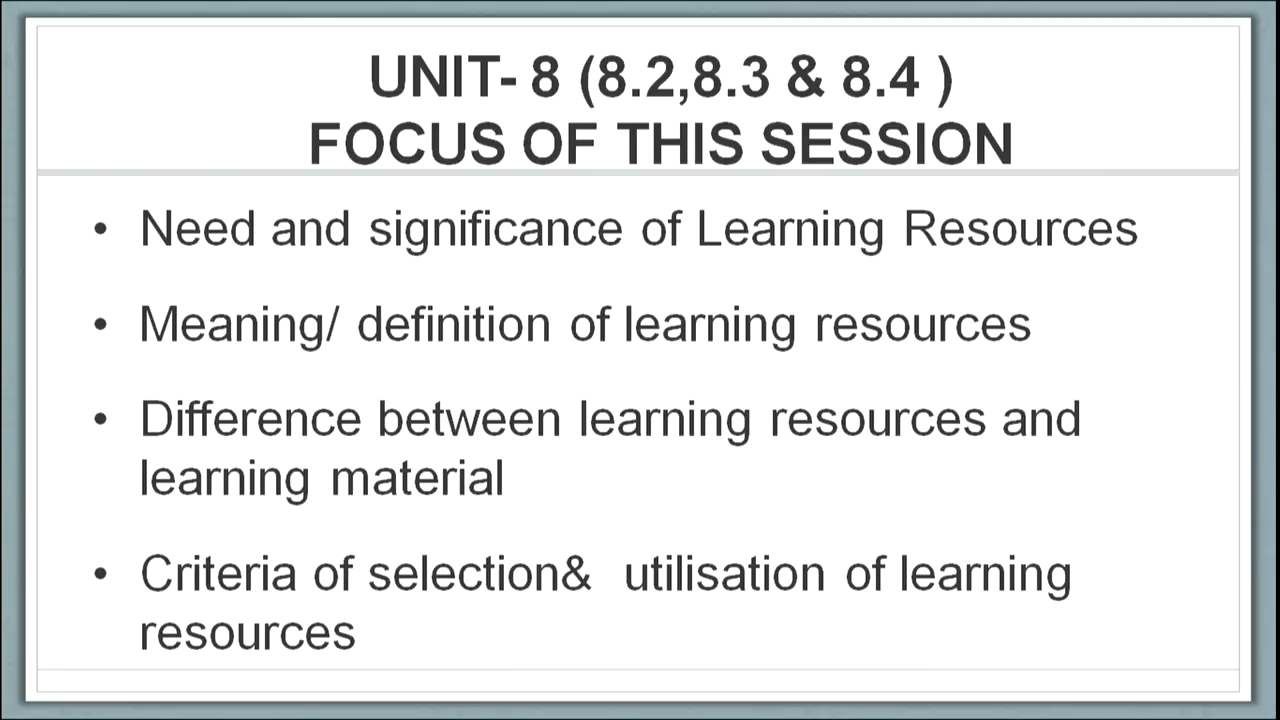 UNIT- 8 (8.2,8.3 & 8.4 )
FOCUS OF THIS SESSION
• Need and significance of Learning Resources
• Meaning/ definition of learning resources
• Difference between learning resources and
learning material
• Criteria of selection&  utilisation of learning
resources